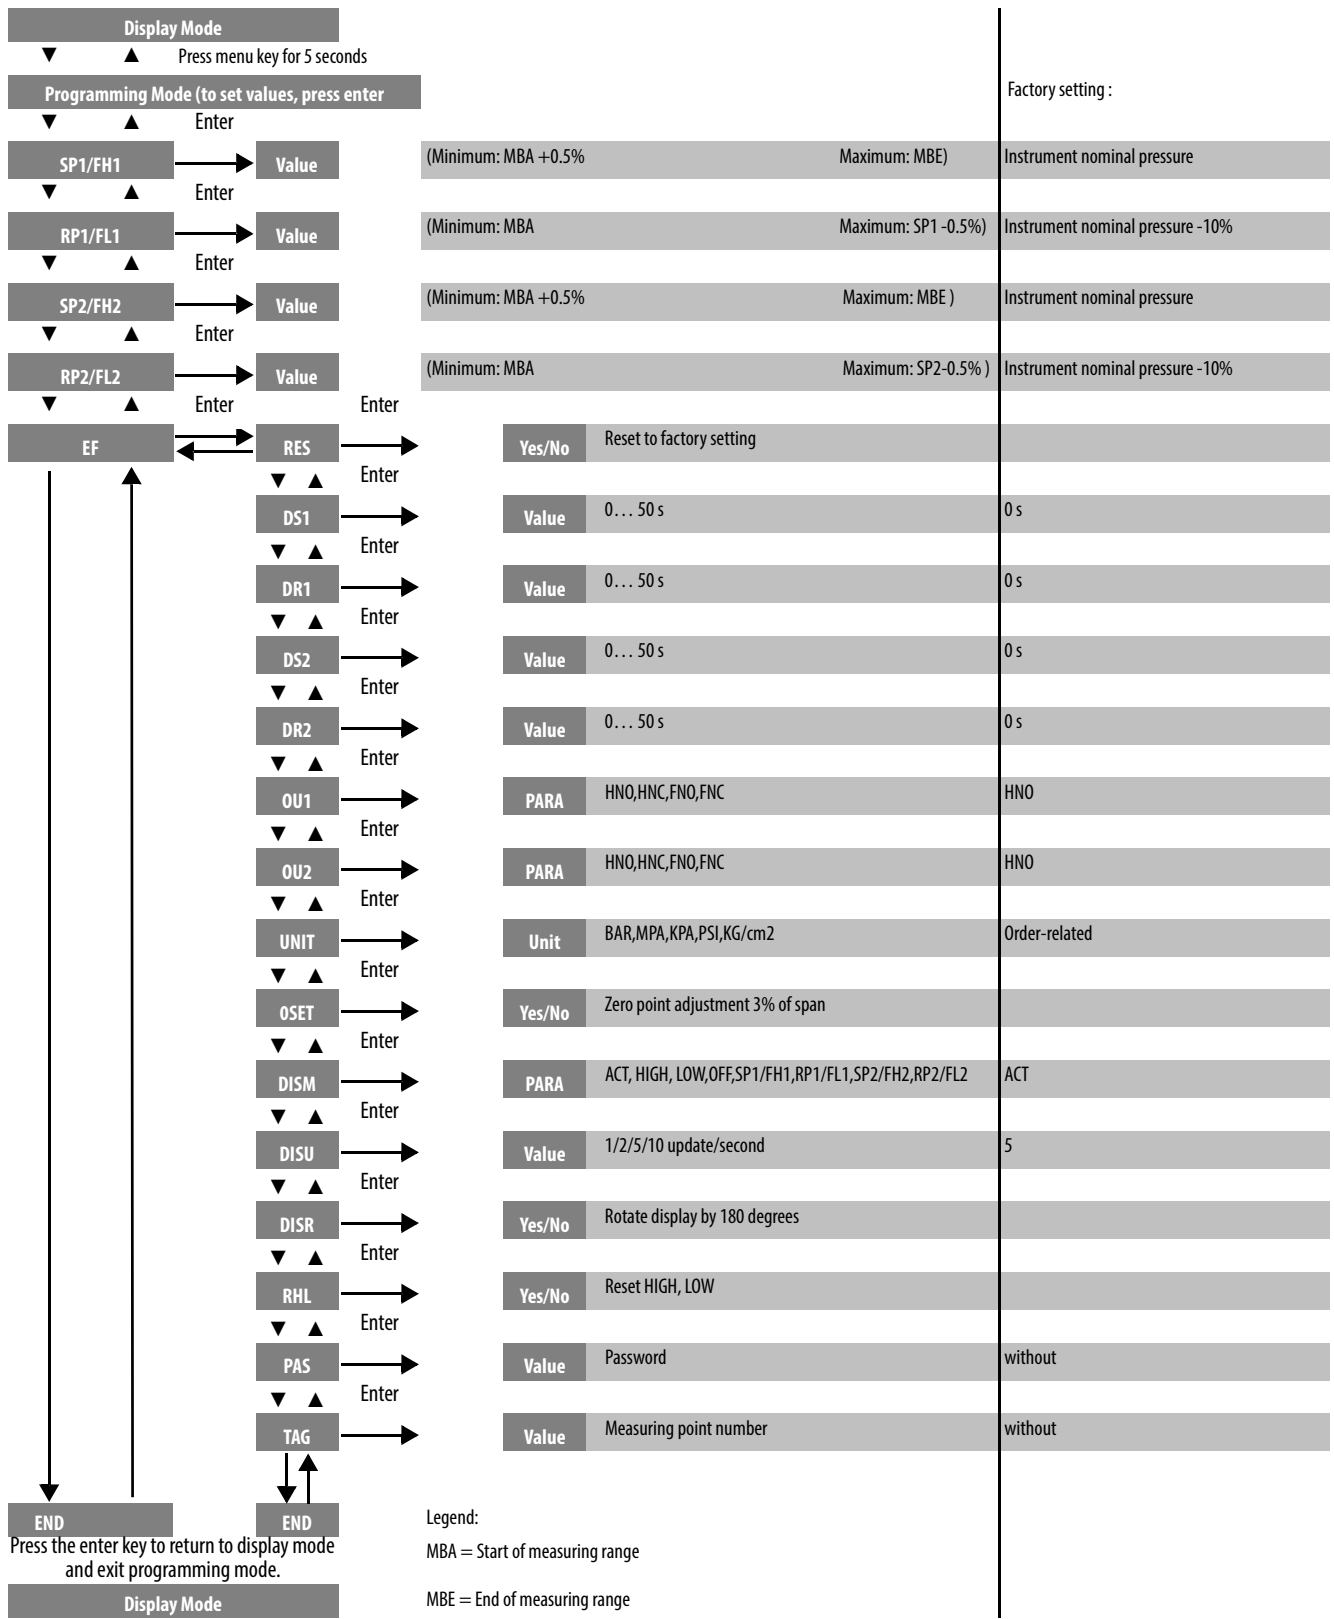 Display Mode
▼ ▲ Press menu key for 5 seconds
Programming Mode (to set values, press enter
Factory setting :
▼ ▲ Enter
SP1/FH1 Value (Minimum: MBA +0.5% Maximum: MBE) Instrument nominal pressure
▼ ▲ Enter
RP1/FL1 Value (Minimum: MBA Maximum: SP1 -0.5%) Instrument nominal pressure -10%
▼ ▲ Enter
SP2/FH2 Value (Minimum: MBA +0.5% Maximum: MBE ) Instrument nominal pressure
▼ ▲ Enter
RP2/FL2 Value (Minimum: MBA Maximum: SP2-0.5% ) Instrument nominal pressure -10%
▼ ▲ Enter Enter
EF RES Yes/No Reset to factory setting
▼ ▲ Enter
DS1 Value 0… 50 s 0 s
▼ ▲ Enter
DR1 Value 0… 50 s 0 s
▼ ▲ Enter
DS2 Value 0… 50 s 0 s
▼ ▲ Enter
DR2 Value 0… 50 s 0 s
▼ ▲ Enter
OU1 PARA HNO,HNC,FNO,FNC HNO
▼ ▲ Enter
OU2 PARA HNO,HNC,FNO,FNC HNO
▼ ▲ Enter
UNIT Unit BAR,MPA,KPA,PSI,KG/cm2 Order-related
▼ ▲ Enter
OSET Yes/No Zero point adjustment 3% of span
▼ ▲ Enter
DISM PARA ACT, HIGH, LOW,OFF,SP1/FH1,RP1/FL1,SP2/FH2,RP2/FL2 ACT
▼ ▲ Enter
DISU Value 1/2/5/10 update/second 5
▼ ▲ Enter
DISR Yes/No Rotate display by 180 degrees
▼ ▲ Enter
RHL Yes/No Reset HIGH, LOW
▼ ▲ Enter
PAS Value Password without
▼ ▲ Enter
TAG Value Measuring point number without
END END Legend:
Press the enter key to return to display mode
and exit programming mode.
MBA = Start of measuring range
Display Mode MBE = End of measuring range